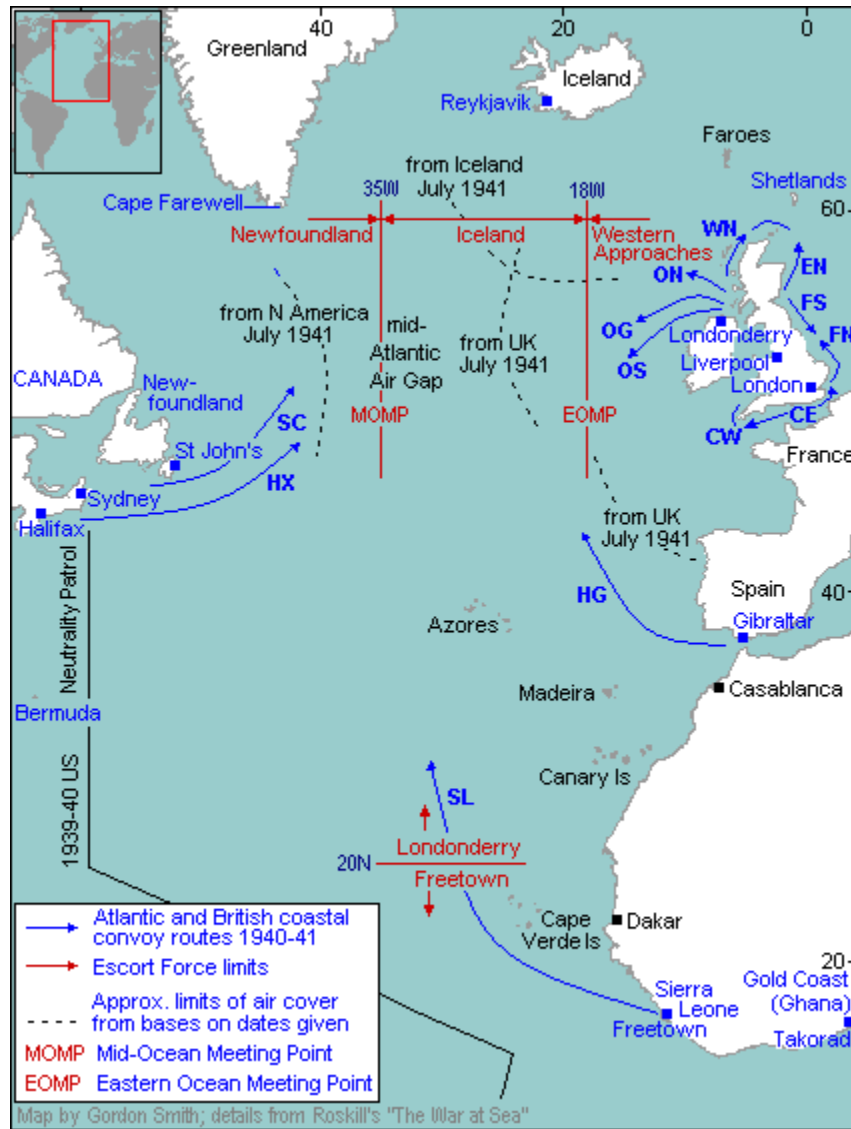 40
20
0
Greenland
Iceland
Reykjavik
Faroes
from Iceland
July 1941
Shetlands
35W
18W
Cape Farewell
60
Newfoundland
Iceland
Western
Approaches
WN
EN
ON
FS
from N America
July 1941
mid-
Atlantic
Air Gap
from UK
July 1941
OG
OS
FN
Londonderry
Liverpool
London
CANADA
New-
foundland
MOMP
EOMP
SC
CE
CW
St John's
France
HX
Sydney
Halifax
from UK
July 1941
Neutrality Patrol
HG
Spain
40
Azores
Gibraltar
Madeira
Casablanca
Bermuda
Canary Is
SL
1939-40 US
Londonderry
20N
Freetown
Cape
Verde Is
Dakar
20
Sierra
Leone
Gold Coast
(Ghana)
Freetown
Takorad
Atlantic and British coastal
convoy routes 1940-41
Escort Force limits
Approx. limits of air cover
from bases on dates given
MOMP Mid-Ocean Meeting Point
EOMP Eastern Ocean Meeting Point
Map by Gordon Smith; details from Roskill's "The War at Sea"